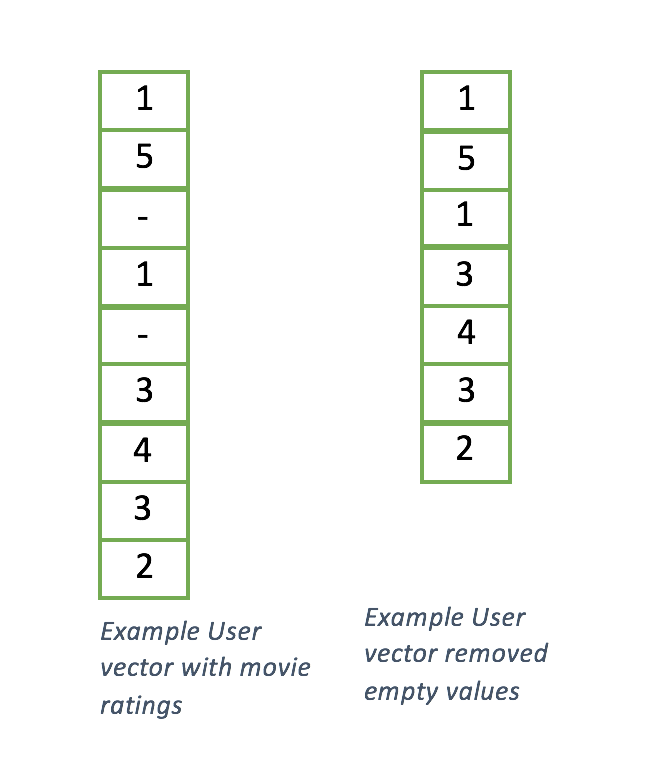 1
5
-
1
-
3
4
3
2
Example User
vector with movie
ratings
1
5
1
3
4
3
2
Example User
vector removed
empty values